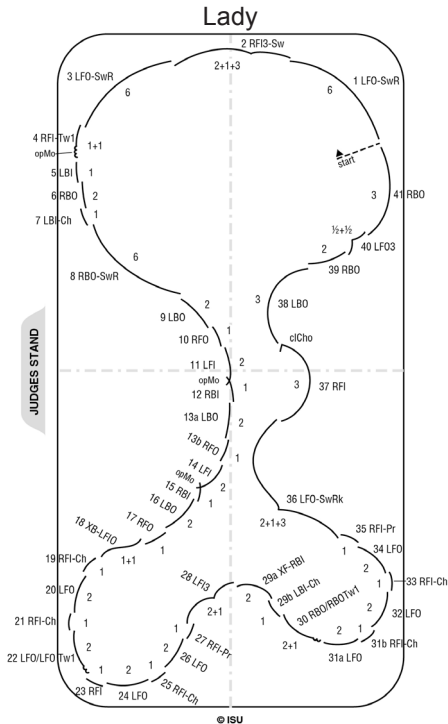 Lady
2 RFI3-Sw
2+1+3
3 LFO-SwR
6
1 LFO-SwR
6
4 RFI-Tw1
1+1
opMo
start
5 LBI
1
6 RBO
2
3
41 RBO
7 LBI-Ch
1
½+½
40 LFO3
2
39 RBO
8 RBO-SwR
6
2
3
38 LBO
9 LBO
1
10 RFO
clCho
11 LFI
2
opMo
1
3
37 RFI
12 RBI
JUDGES STAND
13a LBO
2
13b RFO
1
14 LFI
opMo
2
15 RBI
1
16 LBO
2
36 LFO-SwRk
17 RFO
1
2+1+3
18 XB-LFIO
35 RFI-Pr
1+1
1
34 LFO
19 RFI-Ch
1
28 LFI3
29a XF-RBI
2
1
33 RFI-Ch
20 LFO
2
2+1
2
29b LBI-Ch
30 RBO/RBOTw1
2
32 LFO
21 RFI-Ch
1
1
1
27 RFI-Pr
2
2
1
31b RFI-Ch
2+1
31a LFO
22 LFO/LFO Tw1
1
2
1
26 LFO
23 RFI
24 LFO
25 RFI-Ch
© ISU